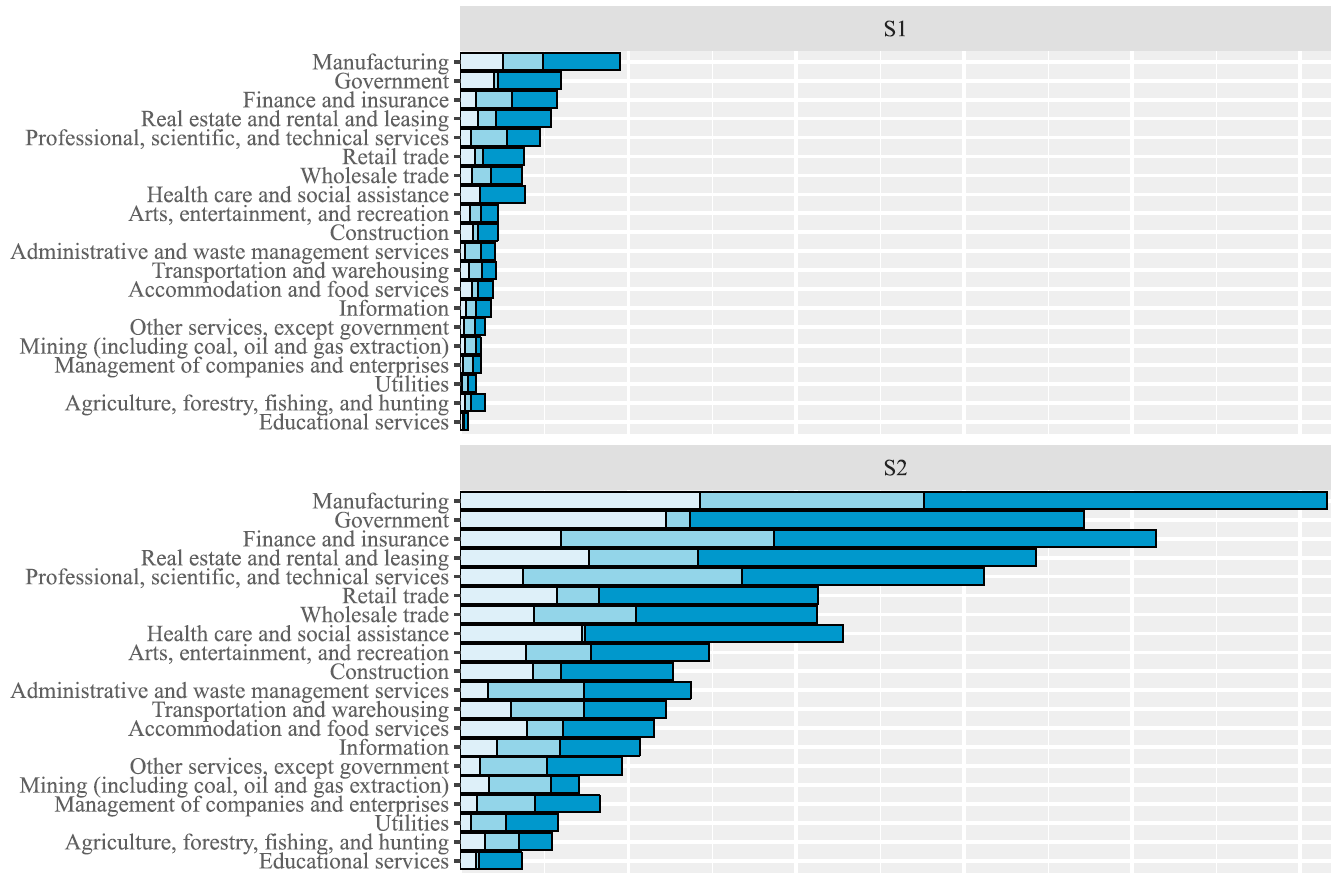 S1
Manufacturing
Government
Finance and insurance
Real estate and rental and leasing
Professional, scientific, and technical services
Retail trade
Wholesale trade
Health care and social assistance
Arts, entertainment, and recreation
Construction
Administrative and waste management services
Transportation and warehousing
Accommodation and food services
Information
Other services, except government
Mining (including coal, oil and gas extraction)
Management of companies and enterprises
Utilities
Agriculture, forestry, fishing, and hunting
Educational services
S2
Manufacturing
Government
Finance and insurance
Real estate and rental and leasing
Professional, scientific, and technical services
Retail trade
Wholesale trade
Health care and social assistance
Arts, entertainment, and recreation
Construction
Administrative and waste management services
Transportation and warehousing
Accommodation and food services
Information
Other services, except government
Mining (including coal, oil and gas extraction)
Management of companies and enterprises
Utilities
Agriculture, forestry, fishing, and hunting
Educational services